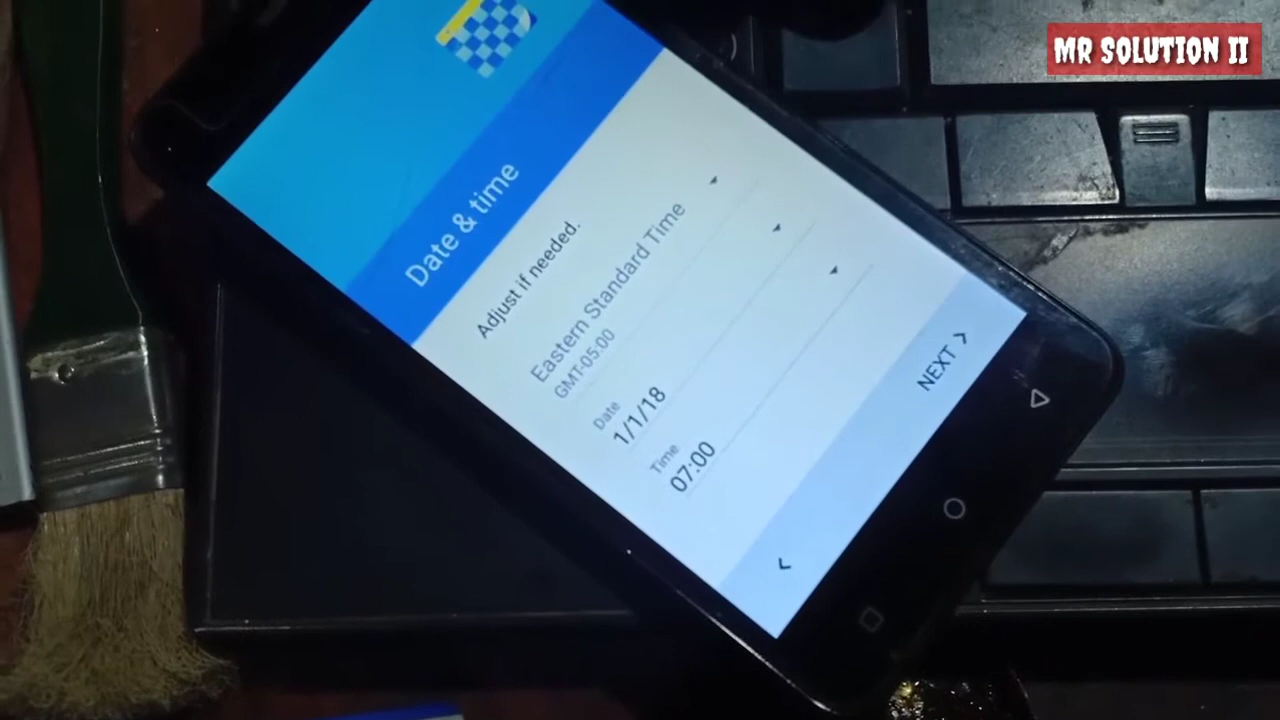 MR SOLUTION II
Date & time
Adjust if needed.
Eastern Standard Time
GMT-05:00
Date
1/1/18
Time
07:00
NEXT